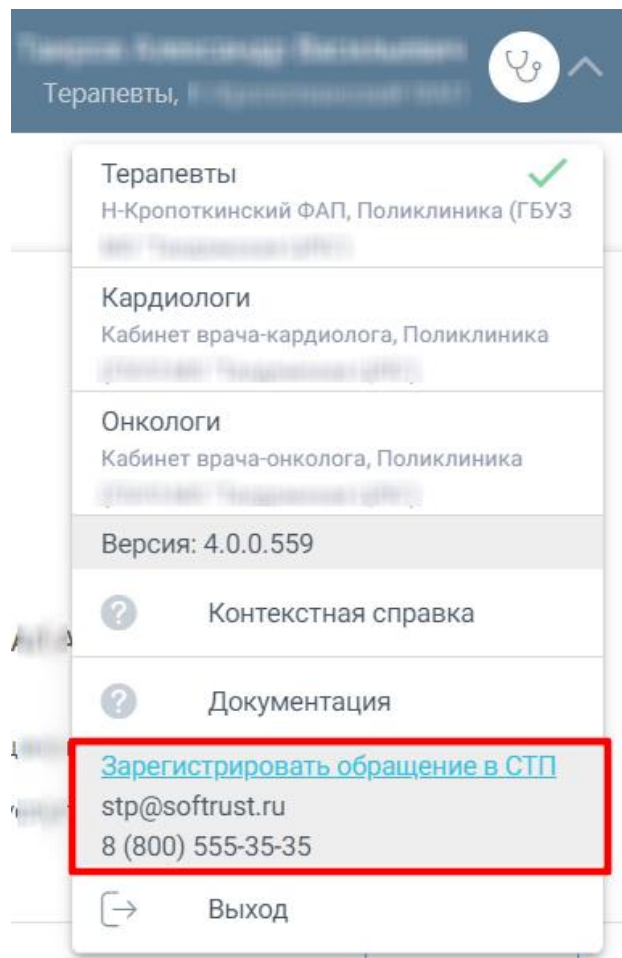 Терапевты,
Терапевты
Н-Кропоткинский ФАП, Поликлиника (ГБУЗ
Кардиологи
Кабинет врача-кардиолога, Поликлиника
Онкологи
Кабинет врача-онколога, Поликлиника
Версия: 4.0.0.559
Контекстная справка
Документация
Зарегистрировать обращение в СТП
stp@softrust.ru
8 (800) 555-35-35
Выход